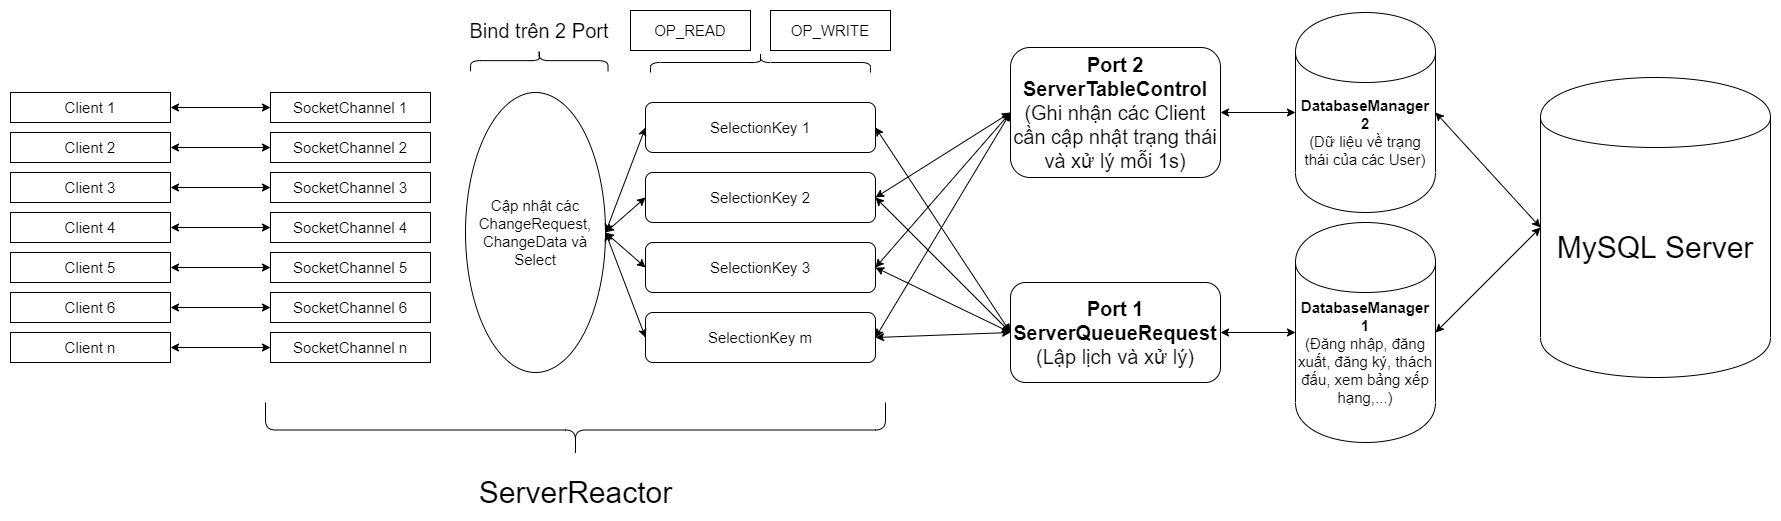 Bind trên 2 Port
OP_READ
OP_WRITE
Client 1
Client 2
Client 3
Client 4
Client 5
Client 6
Client n
SocketChannel 1
SocketChannel 2
SocketChannel 3
SocketChannel 4
SocketChannel 5
SocketChannel 6
SocketChannel n
Cập nhật các
ChangeRequest,
ChangeData và
Select
SelectionKey 1
SelectionKey 2
SelectionKey 3
SelectionKey m
ServerReactor
Port 2
ServerTableControl
(Ghi nhận các Client
cần cập nhật trạng thái
và xử lý mỗi 1s)
Port 1
ServerQueueRequest
(Lập lịch và xử lý)
DatabaseManager
2
(Dữ liệu về trạng
thái của các User)
DatabaseManager
1
(Đăng nhập, đăng
xuất, đăng ký, thách
đấu, xem bảng xếp
hạng,...)
MySQL Server